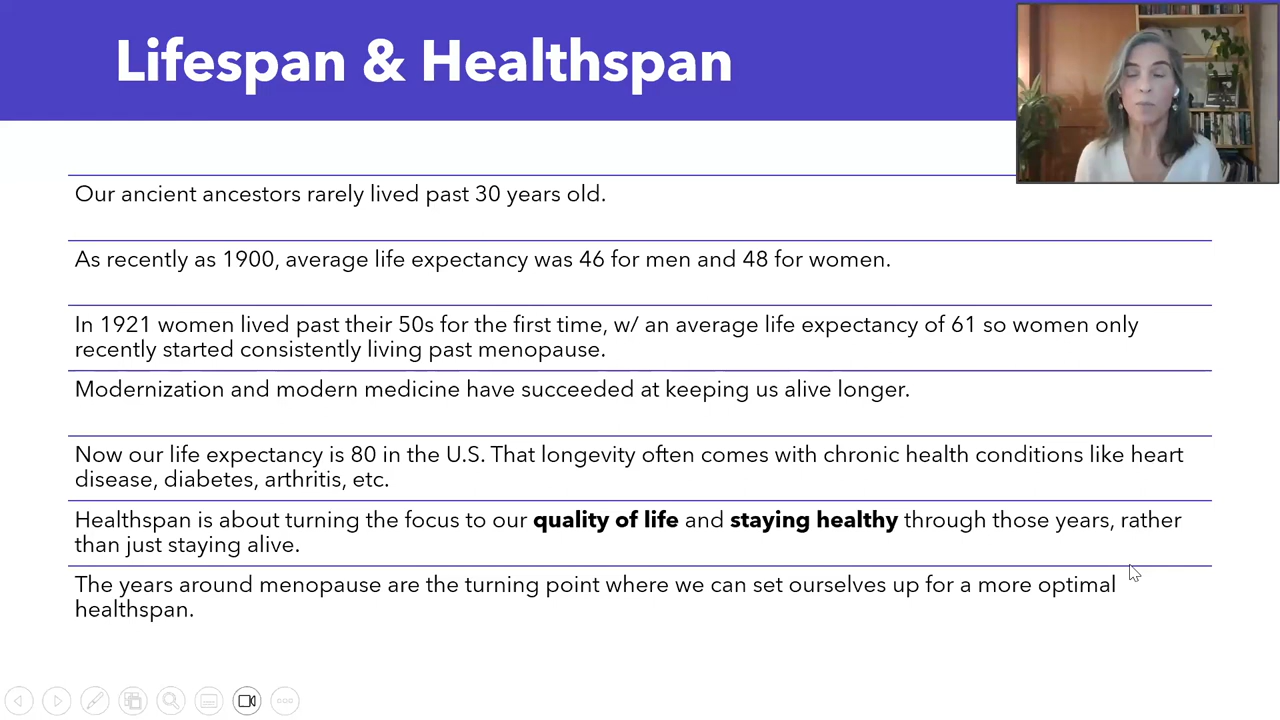 Lifespan & Healthspan
Our ancient ancestors rarely lived past 30 years old.
As recently as 1900, average life expectancy was 46 for men and 48 for women.
In 1921 women lived past their 50s for the first time, w/ an average life expectancy of 61 so women only
recently started consistently living past menopause.
Modernization and modern medicine have succeeded at keeping us alive longer.
Now our life expectancy is 80 in the U.S. That longevity often comes with chronic health conditions like heart
disease, diabetes, arthritis, etc.
Healthspan is about turning the focus to our quality of life and staying healthy through those years, rather
than just staying alive.
The years around menopause are the turning point where we can set ourselves up for a more optimal
healthspan.